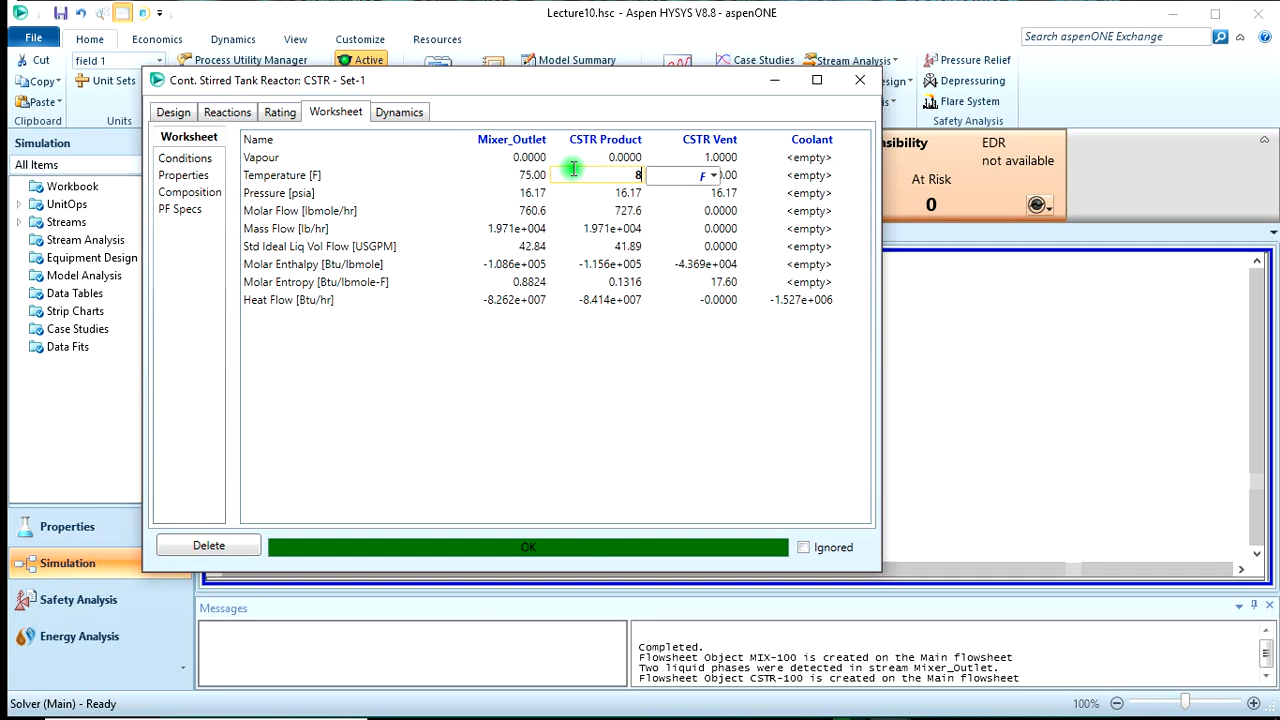 Lecture10.hsc - Aspen HYSYS V8.8 - aspenONE
File Home Economics Dynamics View Customize Resources Search aspenONE Exchange
Cut field 1 Process Utility Manager Active Model Summary Case Studies Stream Analysis Pressure Relief
Copy Unit Sets Depressuring
Paste Flare System
Clipboard Units Safety Analysis
Cont. Stirred Tank Reactor: CSTR - Set-1
Design Reactions Rating Worksheet Dynamics
Simulation
All Items
Workbook
UnitOps
Streams
Stream Analysis
Equipment Design
Model Analysis
Data Tables
Strip Charts
Case Studies
Data Fits
Properties
Simulation
Safety Analysis
Energy Analysis
Worksheet
Conditions
Properties
Composition
PF Specs
Name Mixer_Outlet CSTR Product CSTR Vent Coolant
Vapour 0.0000 0.0000 1.0000 <empty>
Temperature [F] 75.00 8 F .00 <empty>
Pressure [psia] 16.17 16.17 16.17 <empty>
Molar Flow [lbmole/hr] 760.6 727.6 0.0000 <empty>
Mass Flow [lb/hr] 1.971e+004 1.971e+004 0.0000 <empty>
Std Ideal Liq Vol Flow [USGPM] 42.84 41.89 0.0000 <empty>
Molar Enthalpy [Btu/lbmole] -1.086e+005 -1.156e+005 -4.369e+004 <empty>
Molar Entropy [Btu/lbmole-F] 0.8824 0.1316 17.60 <empty>
Heat Flow [Btu/hr] -8.262e+007 -8.414e+007 -0.0000 -1.527e+006
Delete OK Ignored
EDR
not available
At Risk
0
Messages
Completed.
Flowsheet Object MIX-100 is created on the Main flowsheet
Two liquid phases were detected in stream Mixer_Outlet.
Flowsheet Object CSTR-100 is created on the Main flowsheet
Solver (Main) - Ready 100%